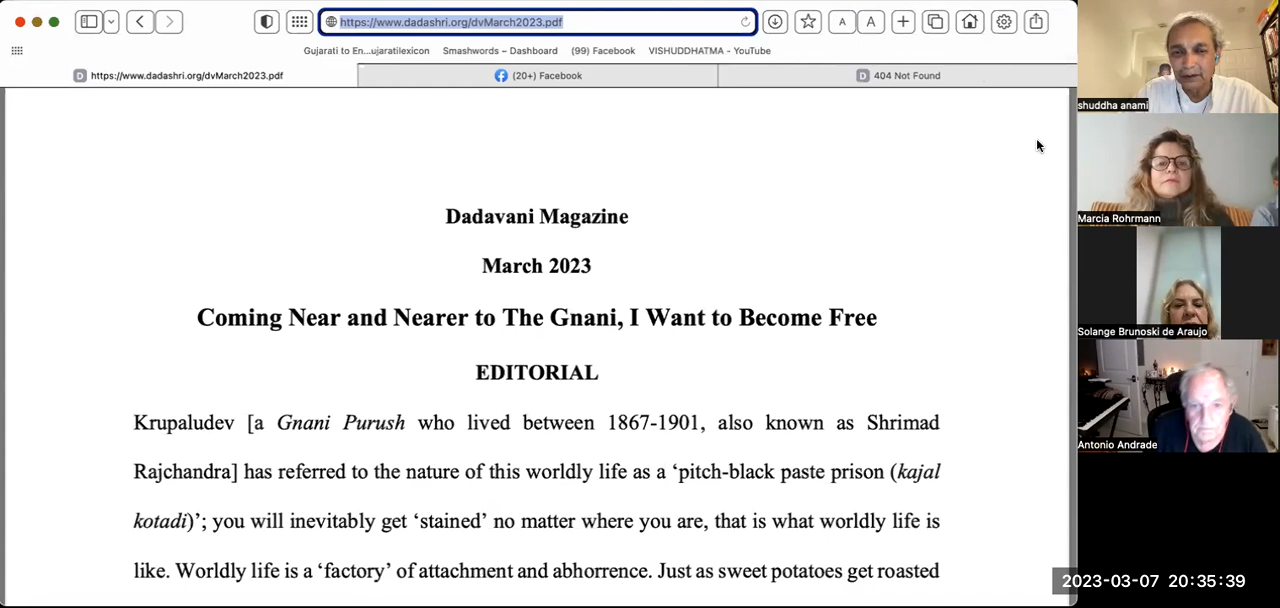 https://www.dadashri.org/dvMarch2023.pdf
A A
Gujarati to En...ujaratilexicon Smashwords – Dashboard (99) Facebook VISHUDDHATMA - YouTube
D https://www.dadashri.org/dvMarch2023.pdf (20+) Facebook D 404 Not Found
Dadavani Magazine
March 2023
Coming Near and Nearer to The Gnani, I Want to Become Free
EDITORIAL
Krupaludev [a Gnani Purush who lived between 1867-1901, also known as Shrimad
Rajchandra] has referred to the nature of this worldly life as a ‘pitch-black paste prison (kajal
kotadi)’; you will inevitably get ‘stained’ no matter where you are, that is what worldly life is
like. Worldly life is a ‘factory’ of attachment and abhorrence. Just as sweet potatoes get roasted
shuddha anami
Marcia Rohrmann
Solange Brunoski de Araujo
Antonio Andrade
2023-03-07 20:35:39